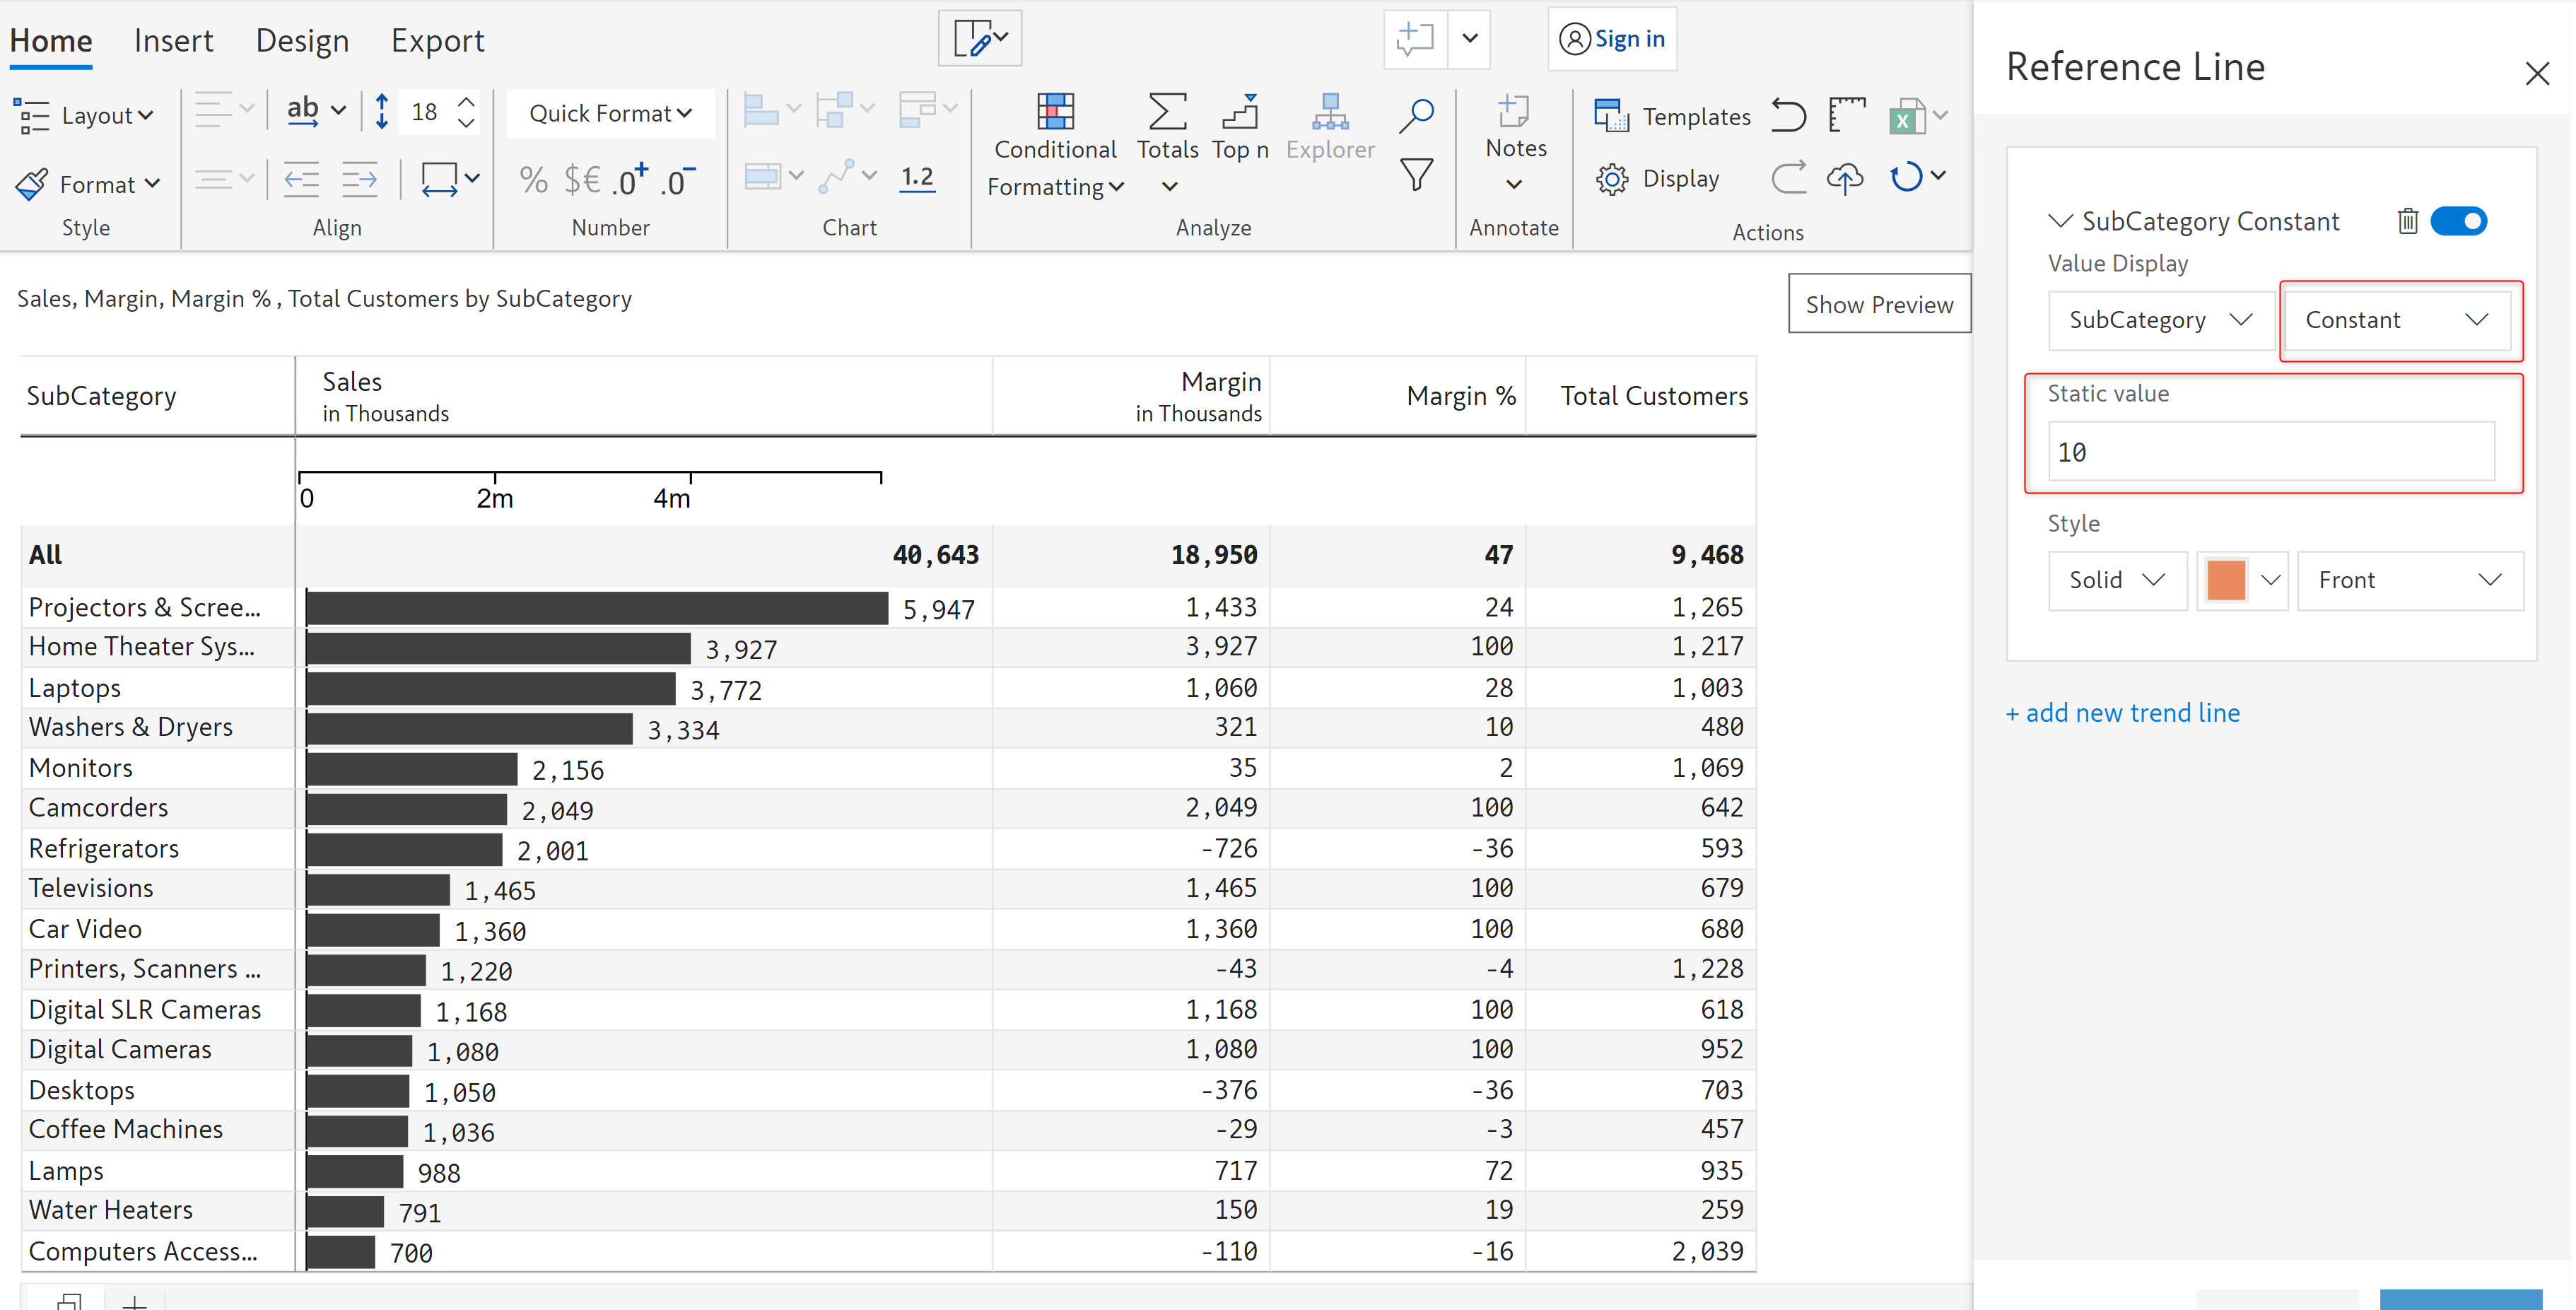 Home Insert Design Export
Sign in
Layout
ab
18
Quick Format
Conditional
Formatting
Totals
Top n
Explorer
Notes
Templates
Format
% $€ .0+ .0-
1.2
Display
Style
Align
Number
Chart
Analyze
Annotate
Actions
Sales, Margin, Margin % , Total Customers by SubCategory
Show Preview
SubCategory Sales Margin Margin % Total Customers
in Thousands in Thousands
0 2m 4m
All 40,643 18,950 47 9,468
Projectors & Scree... 5,947 1,433 24 1,265
Home Theater Sys... 3,927 3,927 100 1,217
Laptops 3,772 1,060 28 1,003
Washers & Dryers 3,334 321 10 480
Monitors 2,156 35 2 1,069
Camcorders 2,049 2,049 100 642
Refrigerators 2,001 -726 -36 593
Televisions 1,465 1,465 100 679
Car Video 1,360 1,360 100 680
Printers, Scanners ... 1,220 -43 -4 1,228
Digital SLR Cameras 1,168 1,168 100 618
Digital Cameras 1,080 1,080 100 952
Desktops 1,050 -376 -36 703
Coffee Machines 1,036 -29 -3 457
Lamps 988 717 72 935
Water Heaters 791 150 19 259
Computers Access... 700 -110 -16 2,039
Reference Line
SubCategory Constant
Value Display
SubCategory Constant
Static value
10
Style
Solid Front
+ add new trend line